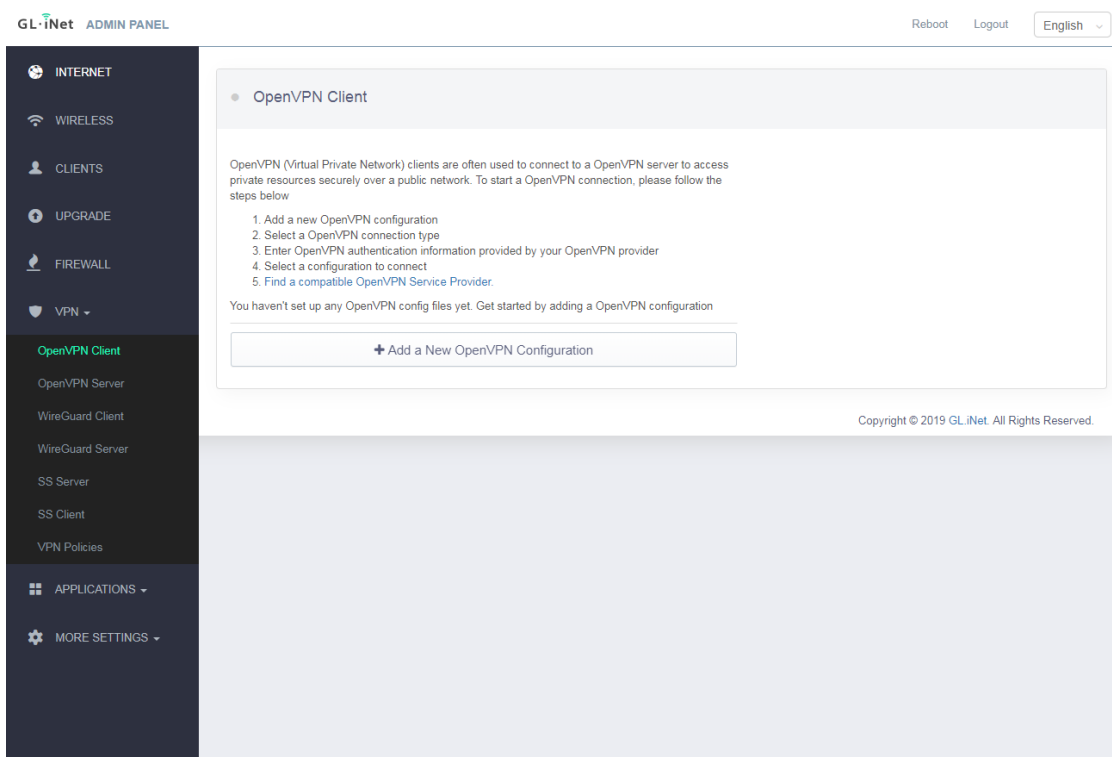 GL·iNet ADMIN PANEL
Reboot
Logout
English
INTERNET
WIRELESS
CLIENTS
UPGRADE
FIREWALL
VPN
OpenVPN Client
OpenVPN Server
WireGuard Client
WireGuard Server
SS Server
SS Client
VPN Policies
APPLICATIONS
MORE SETTINGS
OpenVPN Client
OpenVPN (Virtual Private Network) clients are often used to connect to a OpenVPN server to access
private resources securely over a public network. To start a OpenVPN connection, please follow the
steps below
1. Add a new OpenVPN configuration
2. Select a OpenVPN connection type
3. Enter OpenVPN authentication information provided by your OpenVPN provider
4. Select a configuration to connect
5. Find a compatible OpenVPN Service Provider.
You haven't set up any OpenVPN config files yet. Get started by adding a OpenVPN configuration
+ Add a New OpenVPN Configuration
Copyright © 2019 GL.iNet. All Rights Reserved.